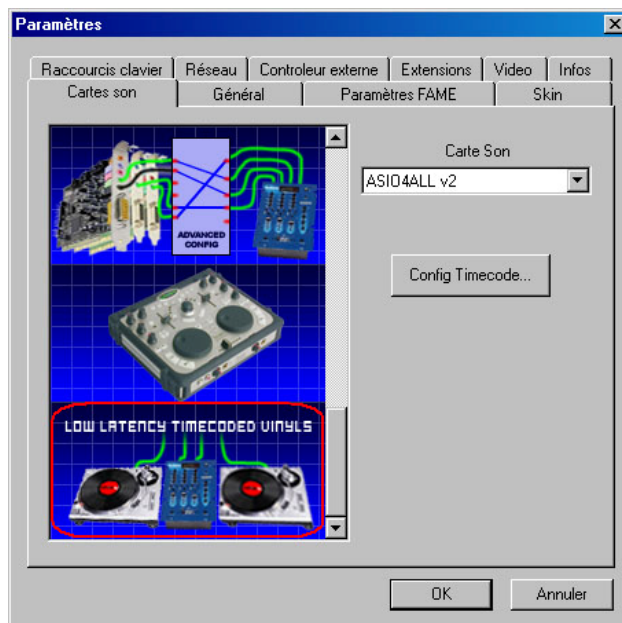 Paramètres
Raccourcis clavier Réseau Controleur externe Extensions Video Infos
Cartes son Général Paramètres FAME Skin
Carte Son
ASIO4ALL v2
ADVANCED
CONFIG
Config Timecode...
LOW LATENCY TIMECODED VINYLS
OK Annuler